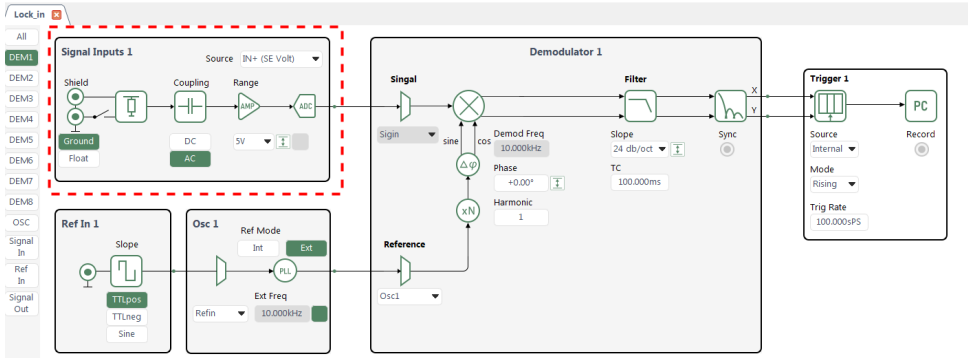 Lock_in
All
DEM1
DEM2
DEM3
DEM4
DEM5
DEM6
DEM7
DEM8
OSC
Signal
In
Ref
In
Signal
Out
Signal Inputs 1
Source IN+ (SE Volt)
Shield
Coupling
Range
AMP
ADC
Ground
Float
DC
AC
5V
Ref In 1
Slope
TTLpos
TTLneg
Sine
Osc 1
Ref Mode
Int
Ext
PLL
Ext Freq
Refin
10.000kHz
Demodulator 1
Singal
Sigin
sine
cos
Δφ
xN
Reference
Osc1
Demod Freq
10.000kHz
Phase
+0.00°
Harmonic
1
Filter
Slope
24 db/oct
TC
100.000ms
Sync
X
Y
Trigger 1
PC
Source
Internal
Record
Mode
Rising
Trig Rate
100.000sPS